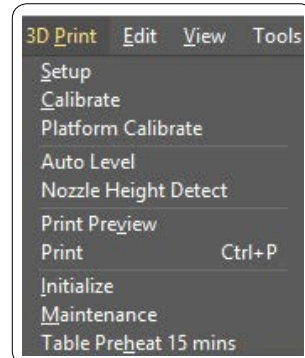 3D Print Edit View Tools
Setup
Calibrate
Platform Calibrate
Auto Level
Nozzle Height Detect
Print Preview
Print Ctrl+P
Initialize
Maintenance
Table Preheat 15 mins